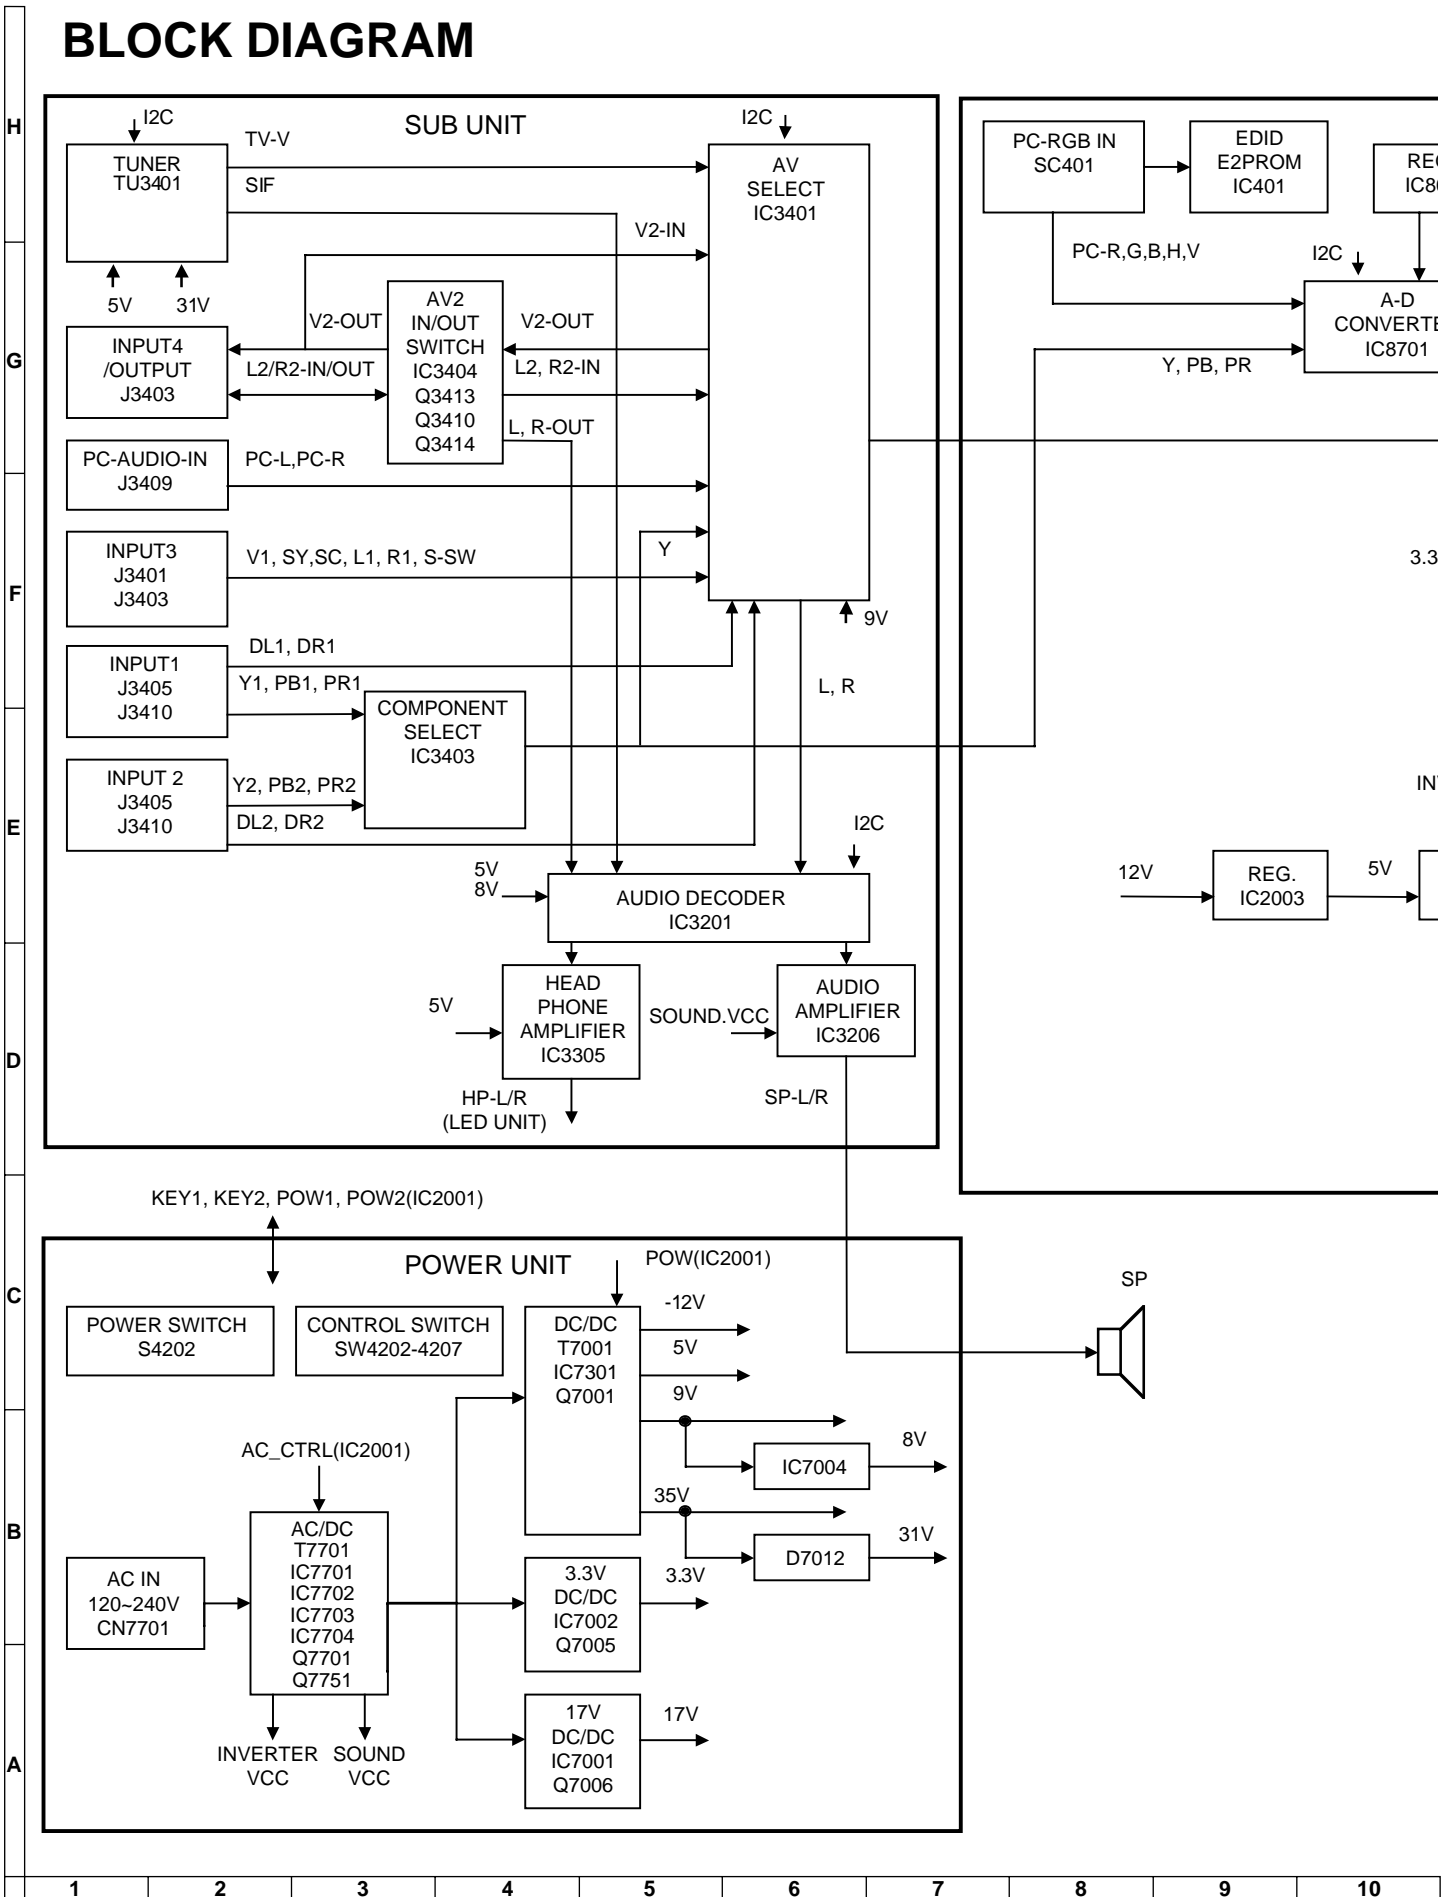 BLOCK DIAGRAM
H
G
F
E
D
C
B
A
1
2
3
4
5
6
7
8
9
10
SUB UNIT
I2C
TUNER
TU3401
5V
31V
TV-V
SIF
I2C
AV
SELECT
IC3401
V2-IN
INPUT4
/OUTPUT
J3403
V2-OUT
L2/R2-IN/OUT
AV2
IN/OUT
SWITCH
IC3404
Q3413
Q3410
Q3414
V2-OUT
L2, R2-IN
L, R-OUT
PC-AUDIO-IN
J3409
PC-L,PC-R
INPUT3
J3401
J3403
V1, SY,SC, L1, R1, S-SW
Y
9V
INPUT1
J3405
J3410
DL1, DR1
Y1, PB1, PR1
COMPONENT
SELECT
IC3403
L, R
INPUT 2
J3405
J3410
Y2, PB2, PR2
DL2, DR2
I2C
5V
8V
AUDIO DECODER
IC3201
5V
HEAD
PHONE
AMPLIFIER
IC3305
SOUND.VCC
AUDIO
AMPLIFIER
IC3206
HP-L/R
(LED UNIT)
SP-L/R
PC-RGB IN
SC401
EDID
E2PROM
IC401
PC-R,G,B,H,V
I2C
A-D
IC8701
Y, PB, PR
12V
REG.
IC2003
5V
SP
KEY1, KEY2, POW1, POW2(IC2001)
POWER UNIT
POW(IC2001)
POWER SWITCH
S4202
CONTROL SWITCH
SW4202-4207
DC/DC
T7001
IC7301
Q7001
-12V
5V
9V
IC7004
8V
35V
D7012
31V
AC_CTRL(IC2001)
AC IN
120~240V
CN7701
AC/DC
T7701
IC7701
IC7702
IC7703
IC7704
Q7701
Q7751
3.3V
DC/DC
IC7002
Q7005
3.3V
17V
DC/DC
IC7001
Q7006
17V
INVERTER
VCC
SOUND
VCC